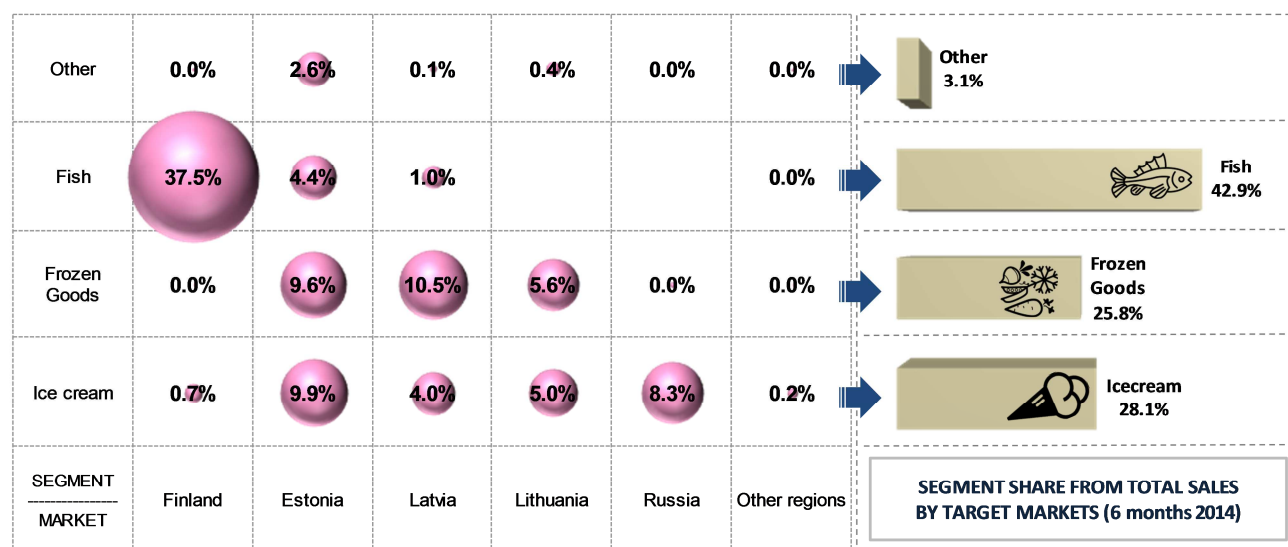 Other 0.0% 2.6% 0.1% 0.4% 0.0% 0.0% Other
3.1%
Fish 37.5% 4.4% 1.0% 0.0% Fish
42.9%
Frozen
Goods 0.0% 9.6% 10.5% 5.6% 0.0% 0.0% Frozen
Goods
25.8%
Ice cream 0.7% 9.9% 4.0% 5.0% 8.3% 0.2% Icecream
28.1%
SEGMENT
----------------
MARKET
Finland Estonia Latvia Lithuania Russia Other regions
SEGMENT SHARE FROM TOTAL SALES
BY TARGET MARKETS (6 months 2014)